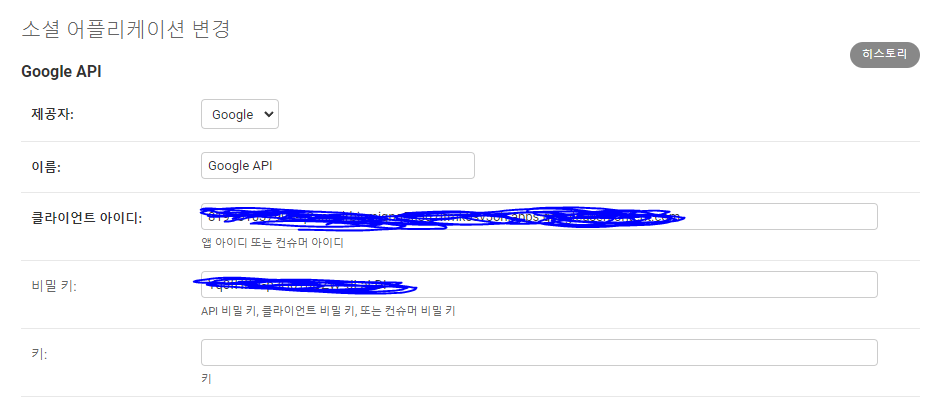 소셜 어플리케이션 변경
히스토리
Google API
제공자: Google
이름: Google API
클라이언트 아이디:
앱 아이디 또는 컨슈머 아이디
비밀 키:
API 비밀 키, 클라이언트 비밀 키, 또는 컨슈머 비밀 키
키:
키